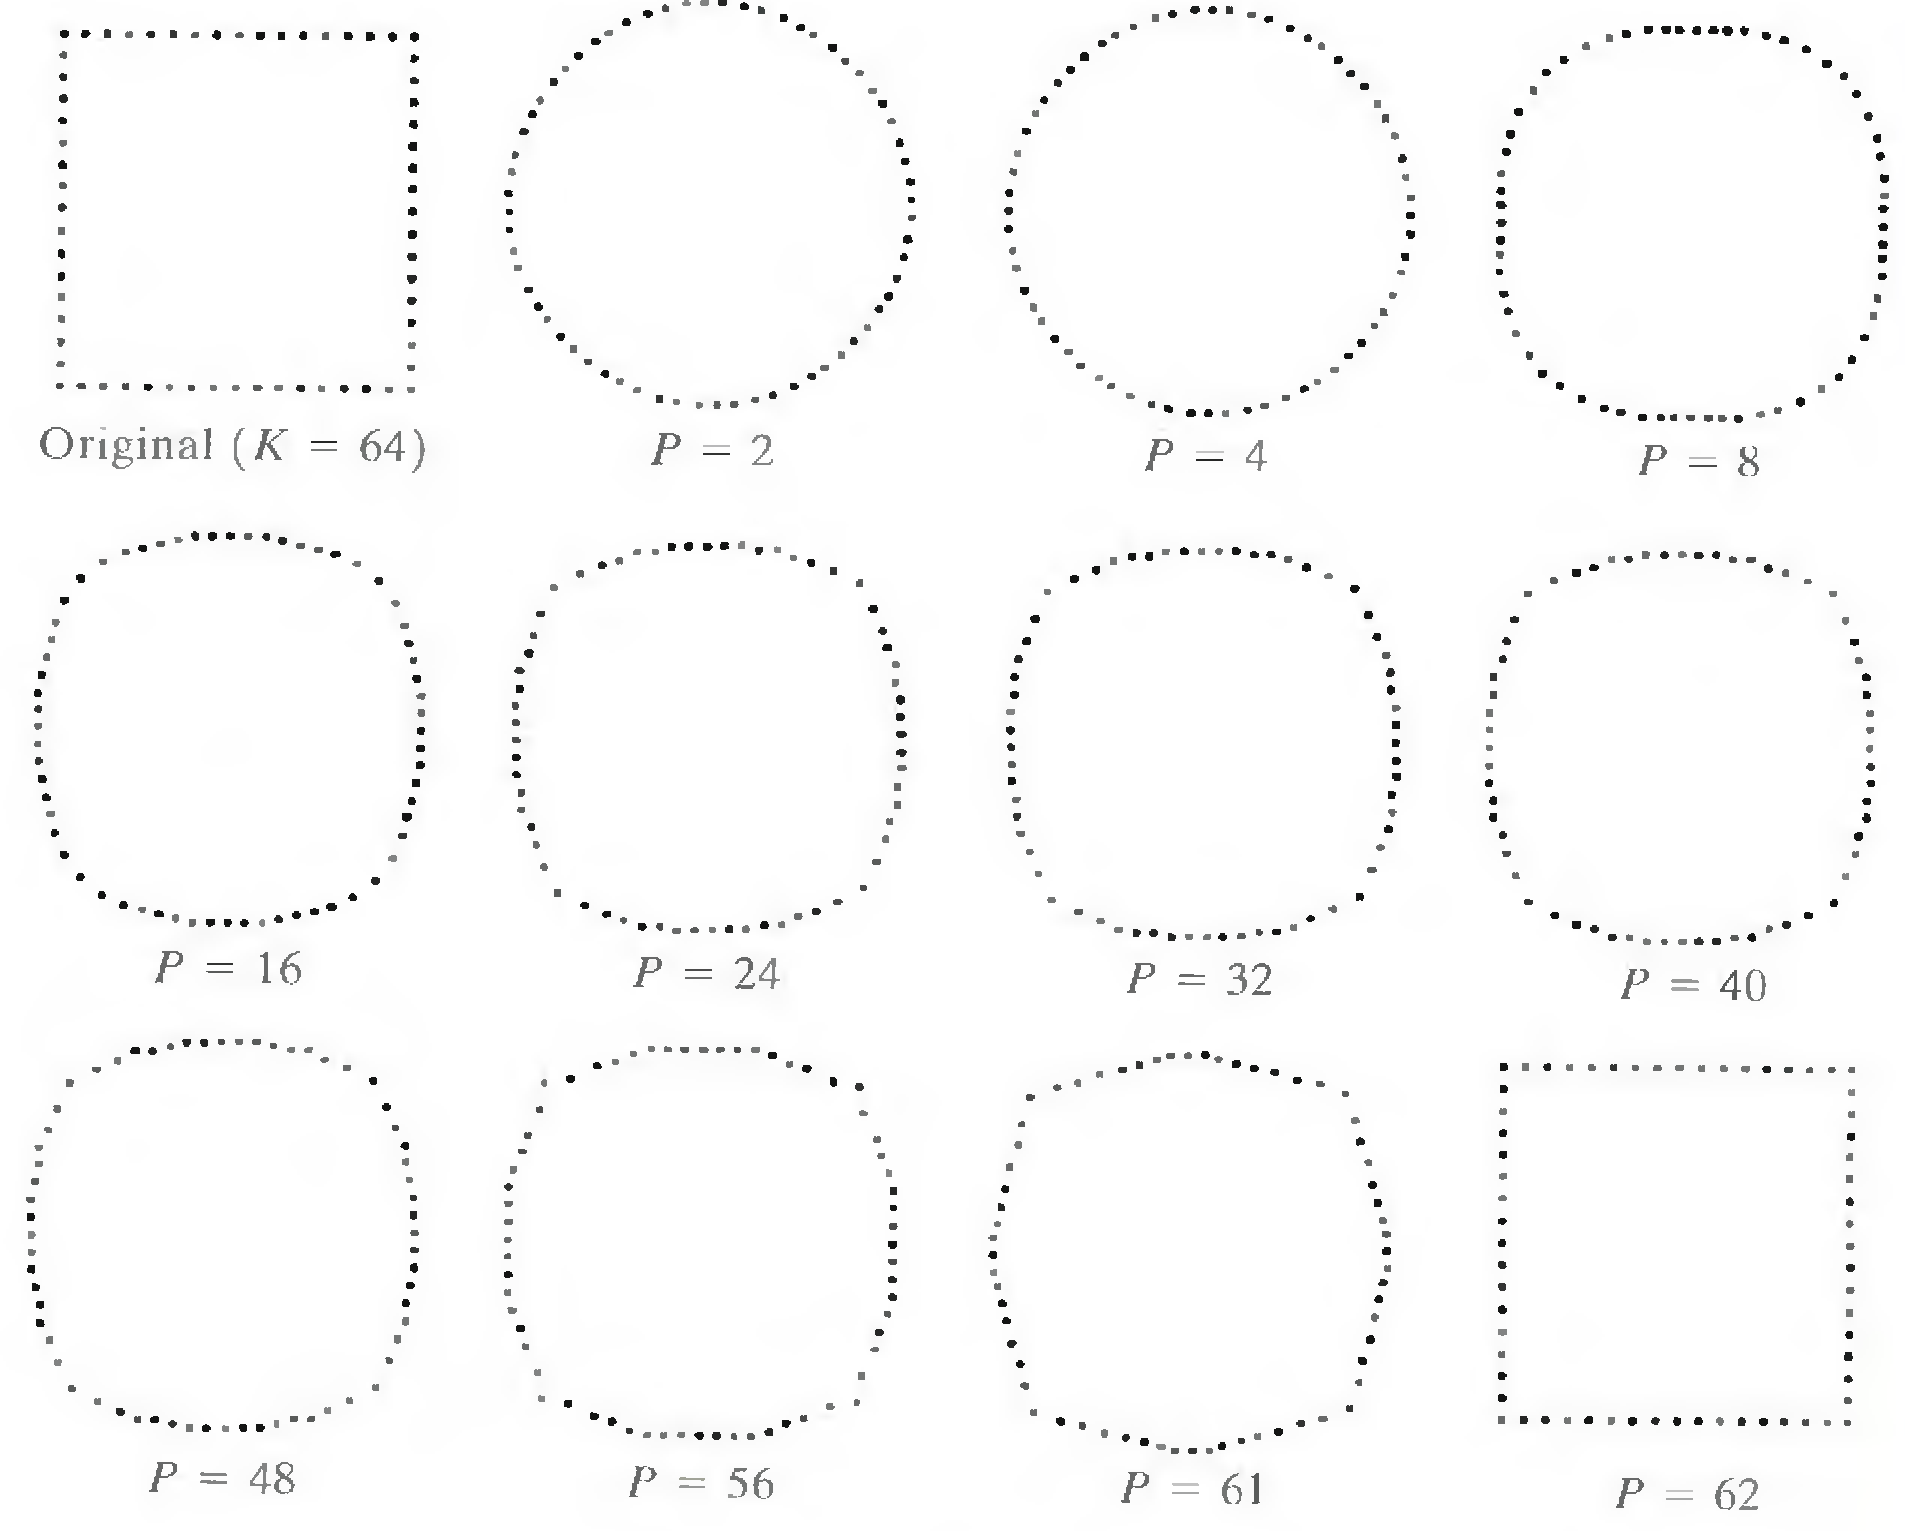 Original (K = 64)
P = 2
P = 4
P = 8
P = 16
P = 24
P = 32
P = 40
P = 48
P = 56
P = 61
P = 62